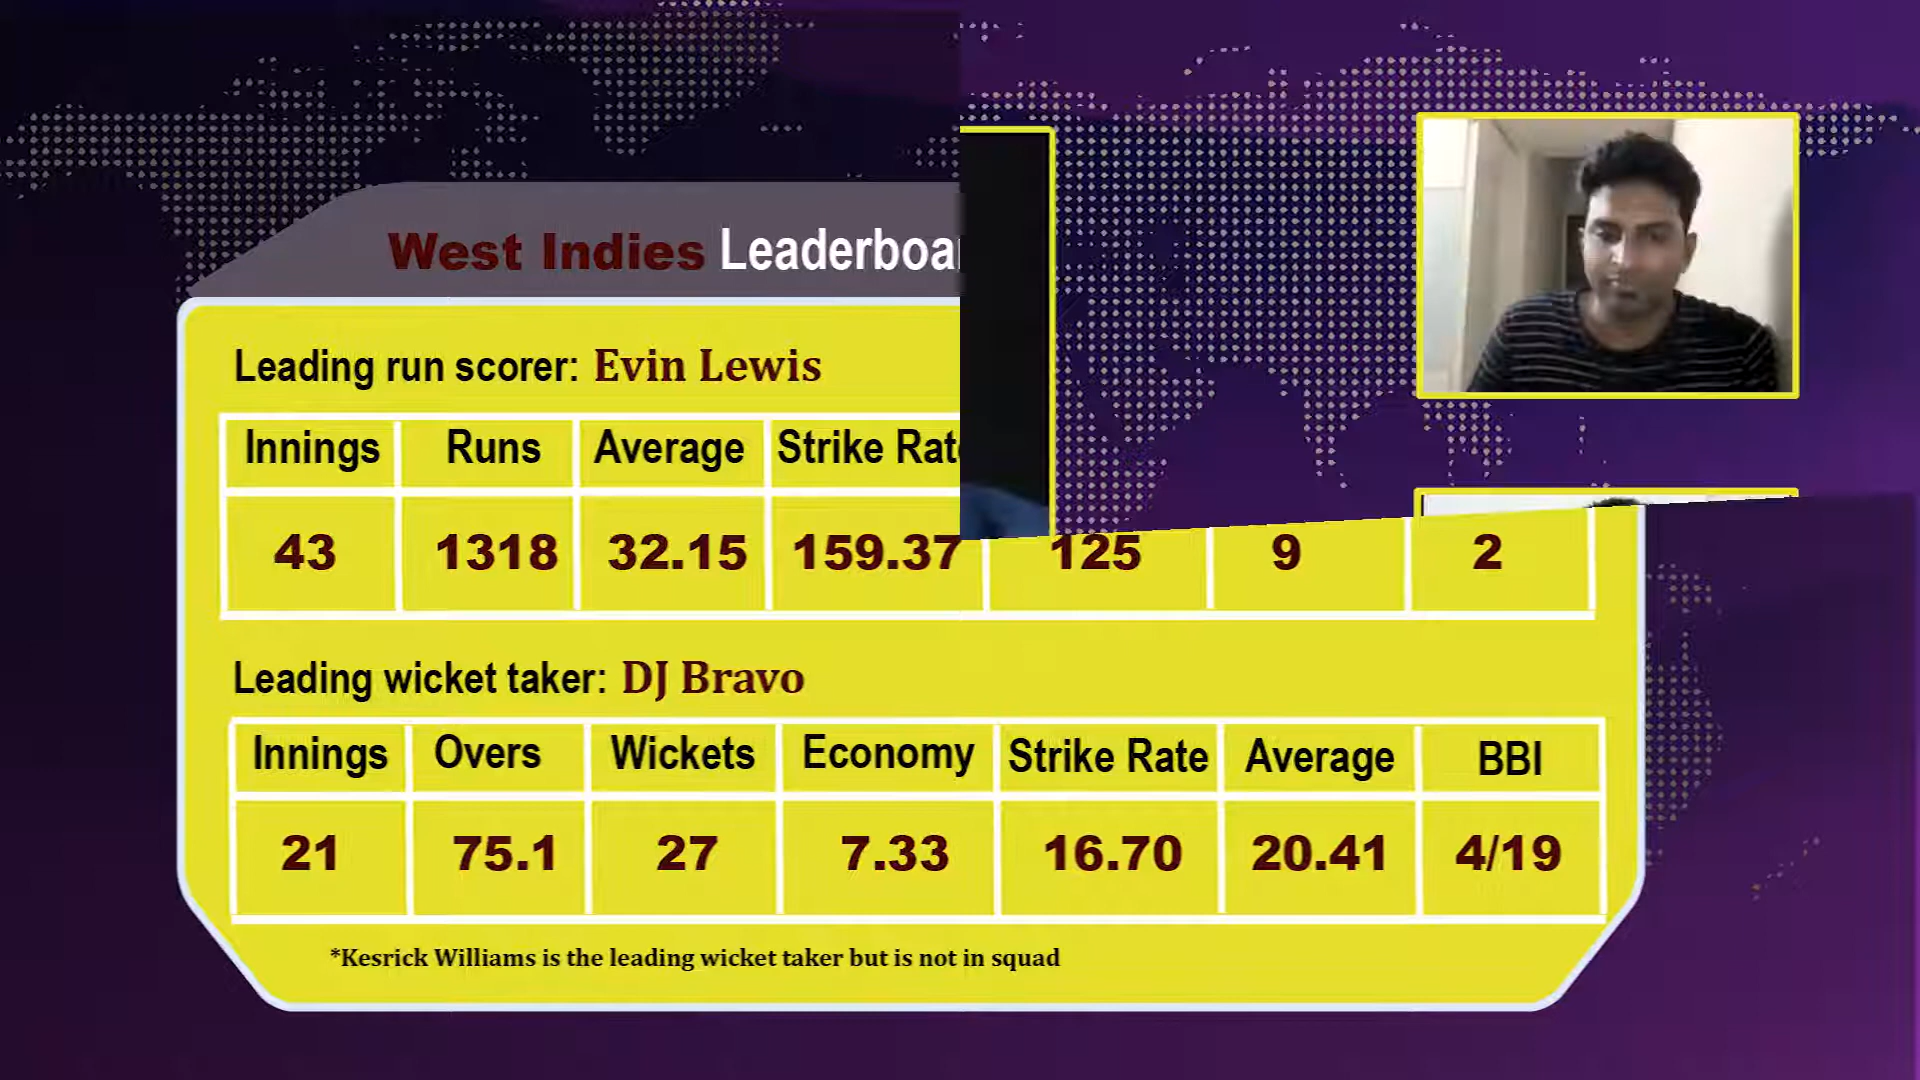 West Indies Leaderboar
Leading run scorer: Evin Lewis
Innings Runs Average Strike Rate
43 1318 32.15 159.37 125 9 2
Leading wicket taker: DJ Bravo
Innings Overs Wickets Economy Strike Rate Average BBI
21 75.1 27 7.33 16.70 20.41 4/19
*Kesrick Williams is the leading wicket taker but is not in squad